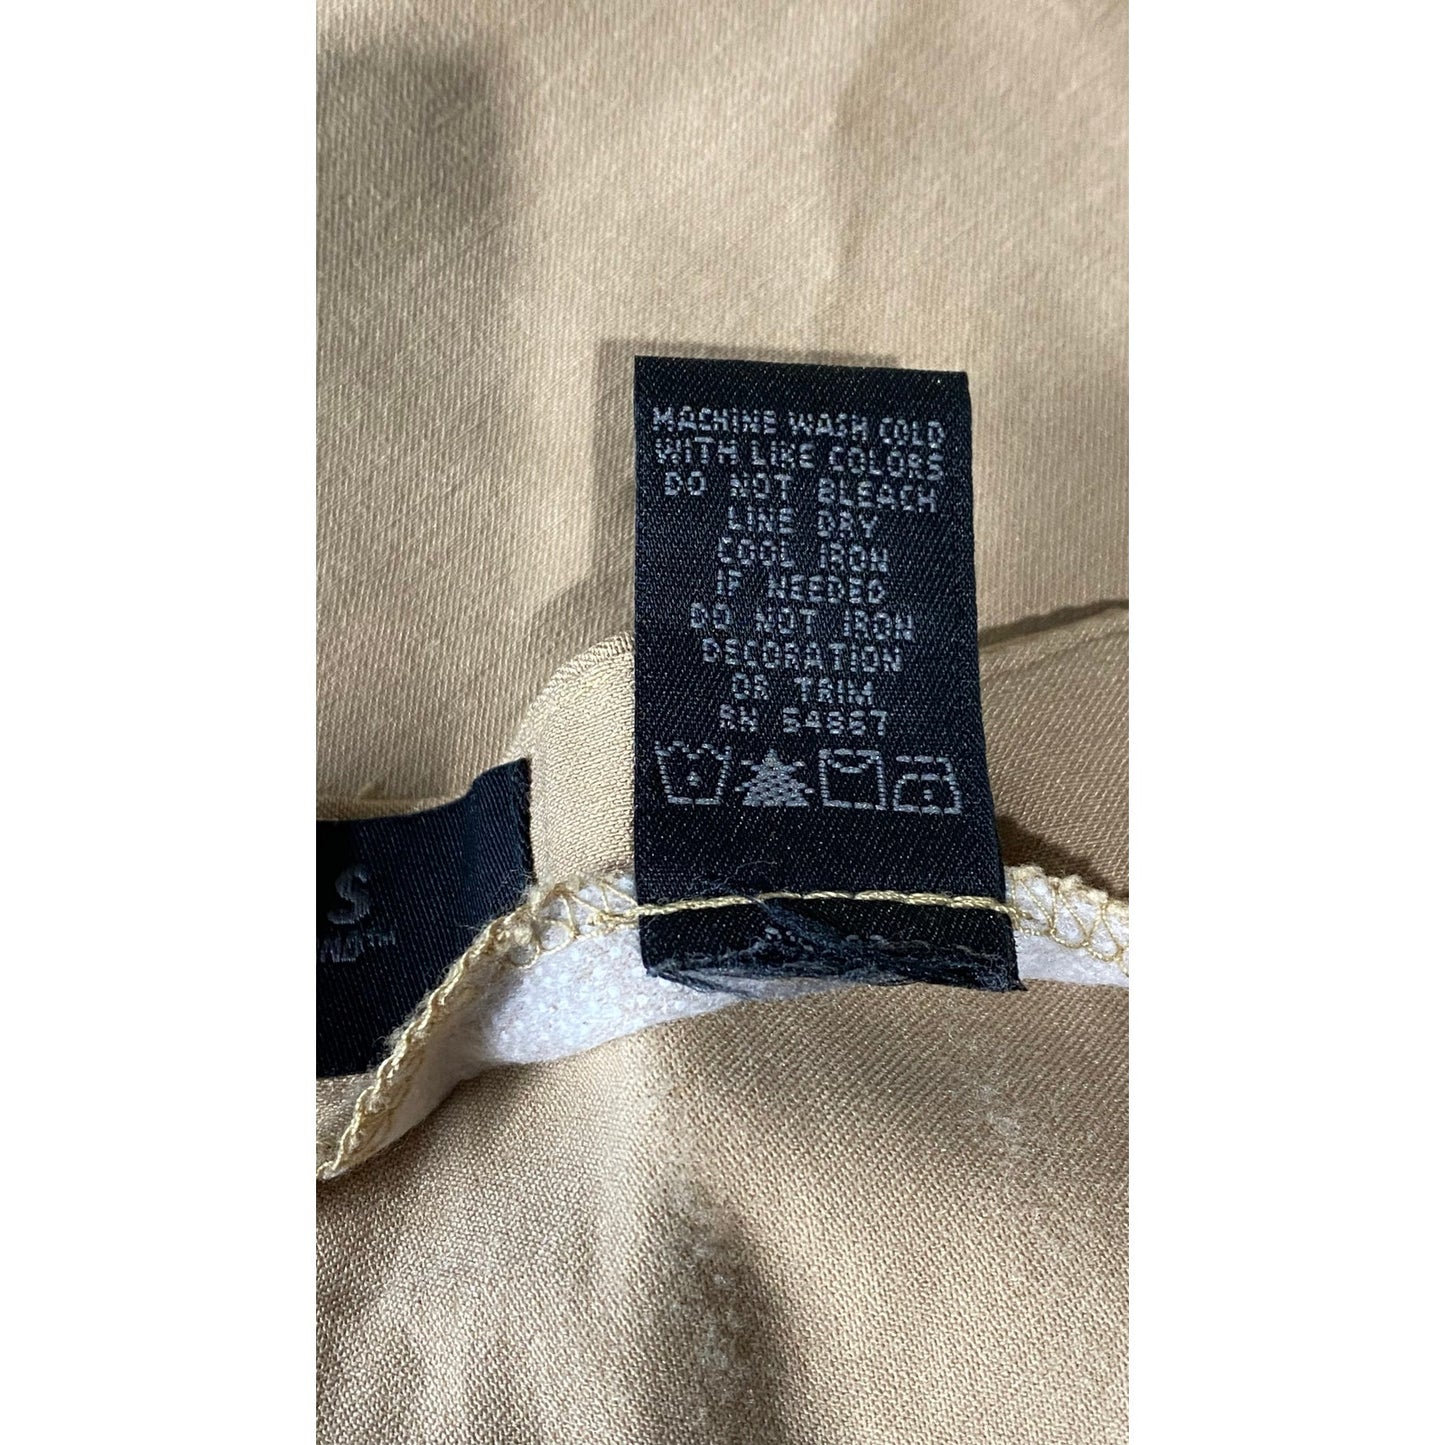 MACHINE WASH COLD
WITH LIKE COLORS
DO NOT BLEACH
LINE DRY
COOL IRON
IF NEEDED
DO NOT IRON
DECORATION
OR TRIM
RN 54867
S